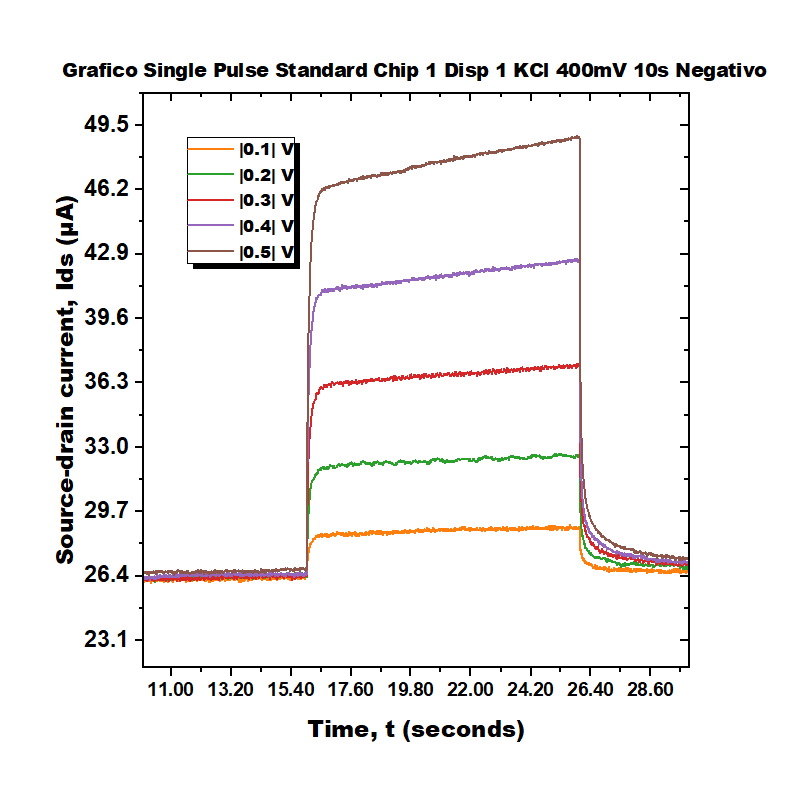 Grafico Single Pulse Standard Chip 1 Disp 1 KCl 400mV 10s Negativo
Source-drain current, Ids (µA)
49.5
46.2
42.9
39.6
36.3
33.0
29.7
26.4
23.1
|0.1| V
|0.2| V
|0.3| V
|0.4| V
|0.5| V
11.00 13.20 15.40 17.60 19.80 22.00 24.20 26.40 28.60
Time, t (seconds)